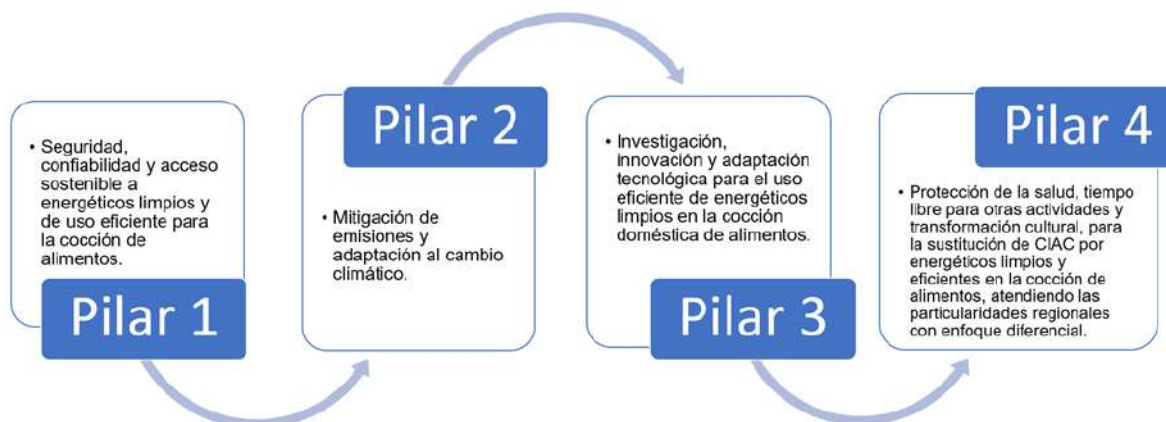 • Seguridad,
confiabilidad y acceso
sostenible a
energéticos limpios y
de uso eficiente para
la cocción de
alimentos.
Pilar 1
Pilar 2
• Mitigación de
emisiones y
adaptación al cambio
climático.
• Investigación,
innovación y adaptación
tecnológica para el uso
eficiente de energéticos
limpios en la cocción
doméstica de alimentos.
Pilar 3
Pilar 4
• Protección de la salud, tiempo
libre para otras actividades y
transformación cultural, para
la sustitución de CIAC por
energéticos limpios y
eficientes en la cocción de
alimentos, atendiendo las
particularidades regionales
con enfoque diferencial.